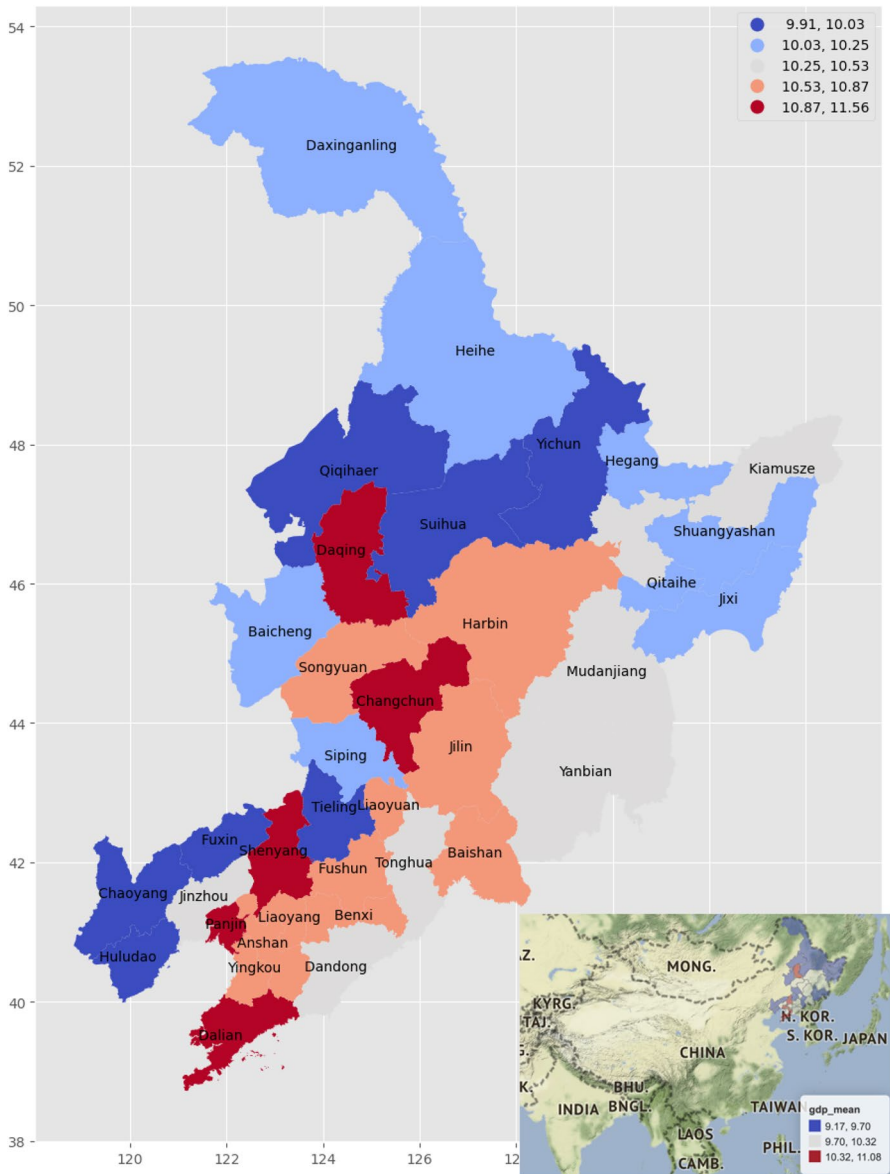 54
52
50
48
46
44
42
40
38
120
122
124
126
12
9.91, 10.03
10.03, 10.25
10.25, 10.53
10.53, 10.87
10.87, 11.56
Daxinganling
Heihe
Yichun
Hegang
Kiamusze
Qiqihaer
Suihua
Shuangyashan
Daqing
Qitaihe
Jixi
Baicheng
Harbin
Songyuan
Mudanjiang
Changchun
Siping
Jilin
Yanbian
Tieling
Liaoyuan
Fuxin
Shenyang
Baishan
Tonghua
Fushun
Chaoyang
Jinzhou
Liaoyang
Benxi
Panjin
Anshan
Huludao
Yingkou
Dandong
Dalian
AZ.
MONG.
KYRG.
TAJ.
N. KOR.
S. KOR.
JAPAN
G.
CHINA
K.
BHU.
INDIA
BNGL.
TAIWAN
LAOS
PHIL.
CAMB.
gdp_mean
9.17, 9.70
9.70, 10.32
10.32, 11.08